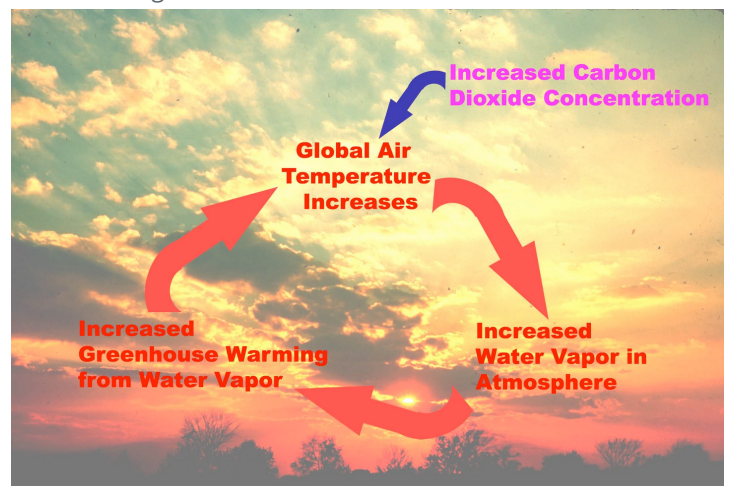 Increased Carbon
Dioxide Concentration
Global Air
Temperature
Increases
Increased
Water Vapor in
Atmosphere
Increased
Greenhouse Warming
from Water Vapor